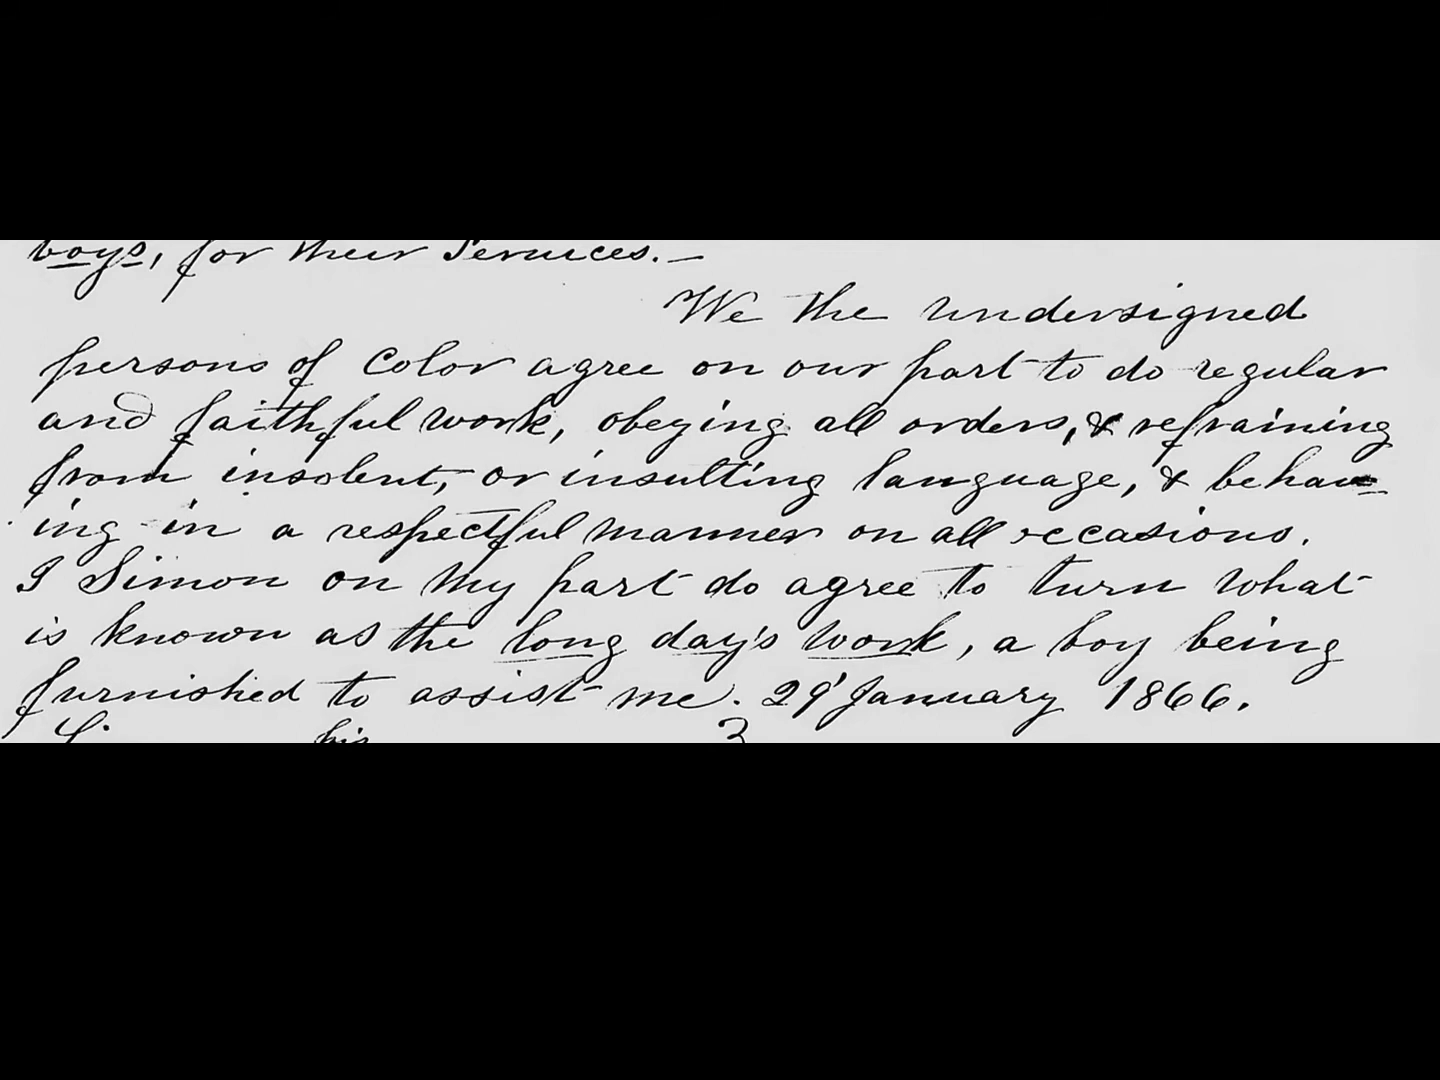 boys, for their Services.—
We the undersigned
persons of Color agree on our part to do regular
and faithful work, obeying all orders, & refraining
from insolent, or insulting language, & behav=
ing in a respectful manner on all occasions.
I Simon on my part do agree to turn what
is known as the long day's work, a boy being
furnished to assist me. 29' January 1866.
his